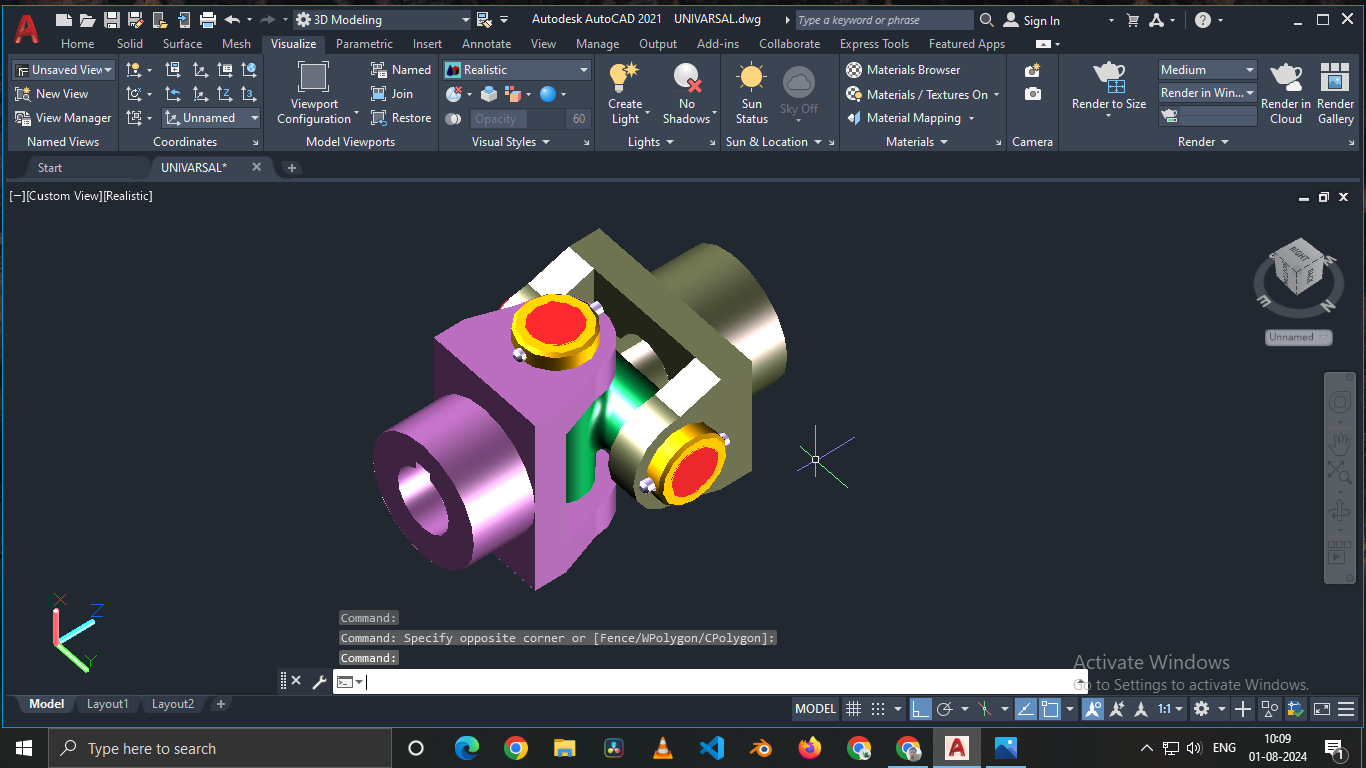 Autodesk AutoCAD 2021 UNIVARSAL.dwg
3D Modeling
Type a keyword or phrase
Sign In
Home Solid Surface Mesh Visualize Parametric Insert Annotate View Manage Output Add-ins Collaborate Express Tools Featured Apps
Unsaved View
New View
View Manager
Named Views
Unnamed
Coordinates
Viewport
Configuration
Named
Join
Restore
Model Viewports
Realistic
Opacity 60
Visual Styles
Create
Light
No
Shadows
Lights
Sun
Status
Sky Off
Sun & Location
Materials Browser
Materials / Textures On
Material Mapping
Materials
Camera
Render to Size
Medium
Render in Win...
Render in
Cloud
Render
Gallery
Render
Start UNIVARSAL*
[−][Custom View][Realistic]
RIGHT
BACK
E
N
Unnamed
X
Z
Y
Command:
Command: Specify opposite corner or [Fence/WPolygon/CPolygon]:
Command:
Activate Windows
Go to Settings to activate Windows.
Model Layout1 Layout2
MODEL
1:1
Type here to search
ENG
10:09
01-08-2024
1